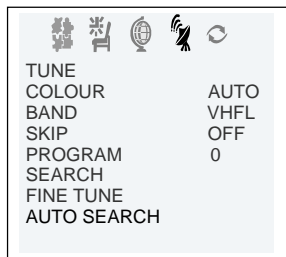 TUNE
COLOUR AUTO
BAND VHFL
SKIP OFF
PROGRAM 0
SEARCH
FINE TUNE
AUTO SEARCH